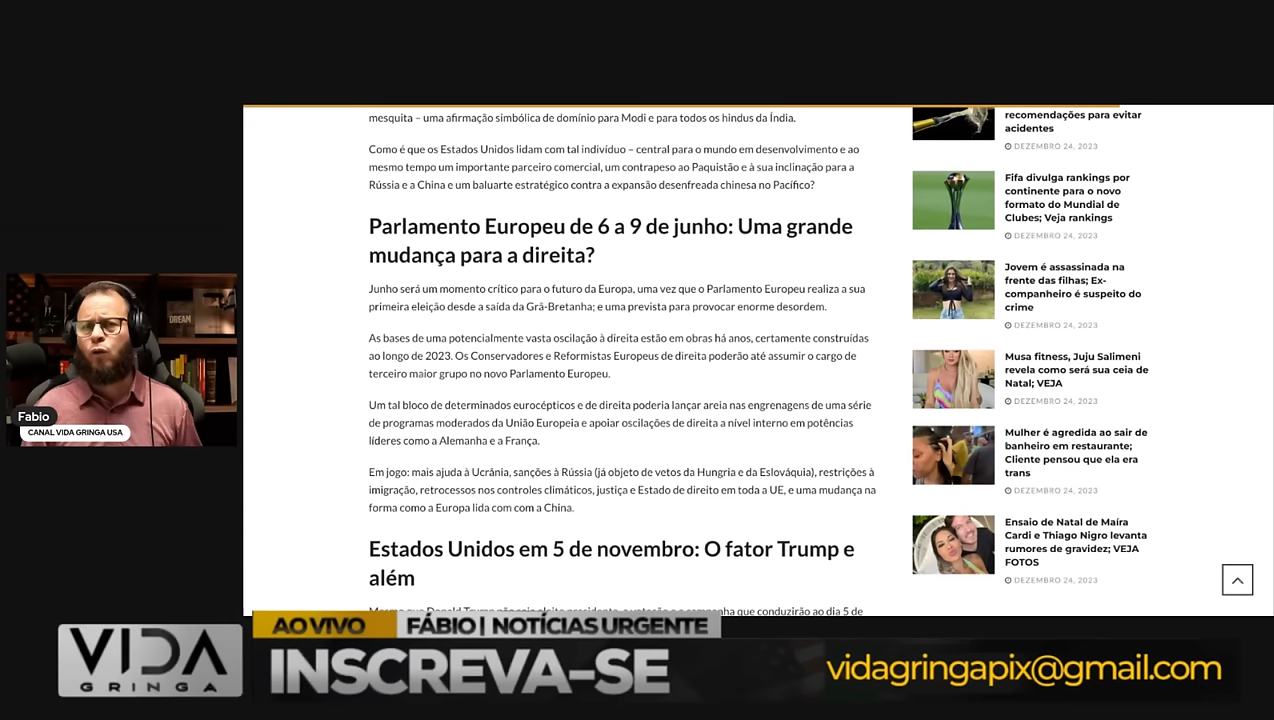 mesquita – uma afirmação simbólica de domínio para Modi e para todos os hindus da Índia.
Como é que os Estados Unidos lidam com tal indivíduo – central para o mundo em desenvolvimento e ao
mesmo tempo um importante parceiro comercial, um contrapeso ao Paquistão e à sua inclinação para a
Rússia e a China e um baluarte estratégico contra a expansão desenfreada chinesa no Pacífico?
Parlamento Europeu de 6 a 9 de junho: Uma grande
mudança para a direita?
Junho será um momento crítico para o futuro da Europa, uma vez que o Parlamento Europeu realiza a sua
primeira eleição desde a saída da Grã-Bretanha; e uma prevista para provocar enorme desordem.
As bases de uma potencialmente vasta oscilação à direita estão em obras há anos, certamente construídas
ao longo de 2023. Os Conservadores e Reformistas Europeus de direita poderão até assumir o cargo de
terceiro maior grupo no novo Parlamento Europeu.
Um tal bloco de determinados eurocépticos e de direita poderia lançar areia nas engrenagens de uma série
de programas moderados da União Europeia e apoiar oscilações de direita a nível interno em potências
líderes como a Alemanha e a França.
Em jogo: mais ajuda à Ucrânia, sanções à Rússia (já objeto de vetos da Hungria e da Eslováquia), restrições à
imigração, retrocessos nos controles climáticos, justiça e Estado de direito em toda a UE, e uma mudança na
forma como a Europa lida com com a China.
Estados Unidos em 5 de novembro: O fator Trump e
além
recomendações para evitar
acidentes
DEZEMBRO 24, 2023
Fifa divulga rankings por
continente para o novo
formato do Mundial de
Clubes; Veja rankings
DEZEMBRO 24, 2023
Jovem é assassinada na
frente das filhas; Ex-
companheiro é suspeito do
crime
DEZEMBRO 24, 2023
Musa fitness, Juju Salimeni
revela como será sua ceia de
Natal; VEJA
DEZEMBRO 24, 2023
Mulher é agredida ao sair de
banheiro em restaurante;
Cliente pensou que ela era
trans
DEZEMBRO 24, 2023
Ensaio de Natal de Maíra
Cardi e Thiago Nigro levanta
rumores de gravidez; VEJA
FOTOS
DEZEMBRO 24, 2023
DREAM
Fabio
CANAL VIDA GRINGA USA
AO VIVO
FÁBIO | NOTÍCIAS URGENTE
VIDA
GRINGA
INSCREVA-SE
vidagringapix@gmail.com